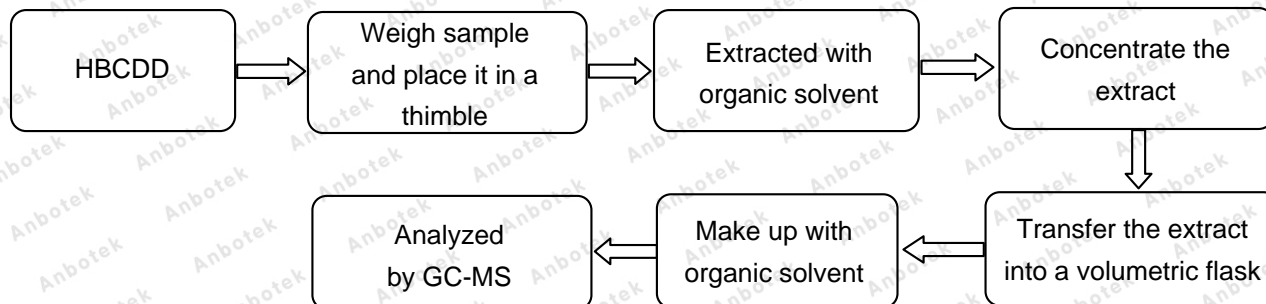 HBCDD
Weigh sample
and place it in a
thimble
Extracted with
organic solvent
Concentrate the
extract
Transfer the extract
into a volumetric flask
Make up with
organic solvent
Analyzed
by GC-MS
Anbotek